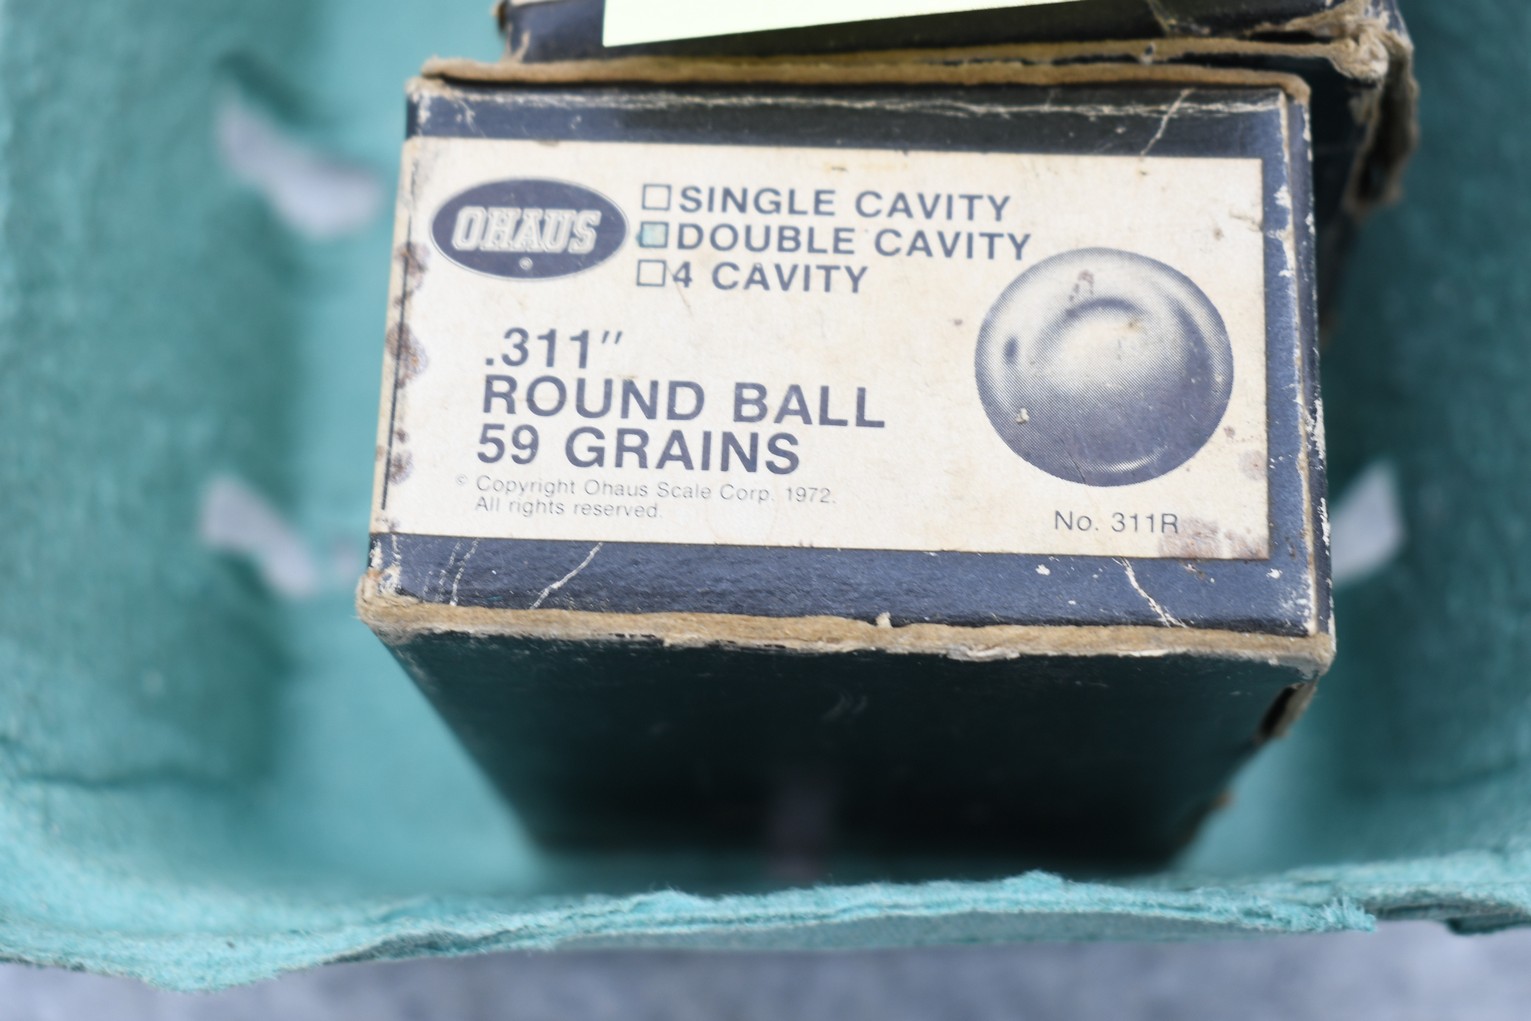 OHAUS
☐ SINGLE CAVITY
☐ DOUBLE CAVITY
☐ 4 CAVITY
.311"
ROUND BALL
59 GRAINS
© Copyright Ohaus Scale Corp. 1972.
All rights reserved.
No. 311R